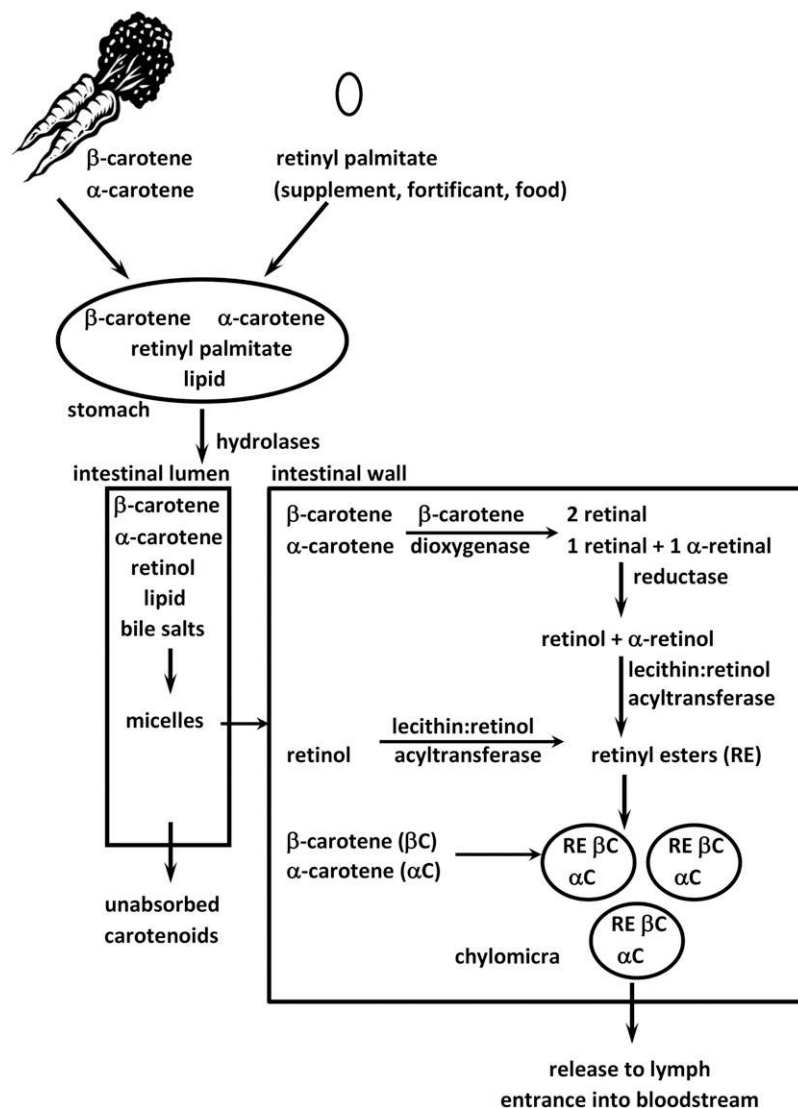 β-carotene
α-carotene
retinyl palmitate
(supplement, fortificant, food)
β-carotene α-carotene
retinyl palmitate
lipid
stomach
hydrolases
intestinal lumen
β-carotene
α-carotene
retinol
lipid
bile salts
micelles
unabsorbed
carotenoids
intestinal wall
β-carotene
α-carotene
β-carotene
dioxygenase
2 retinal
1 retinal + 1 α-retinal
reductase
retinol + α-retinol
lecithin:retinol
acyltransferase
retinol
lecithin:retinol
acyltransferase
retinyl esters (RE)
β-carotene (βC)
α-carotene (αC)
RE βC
αC
RE βC
αC
RE βC
αC
chylomicra
release to lymph
entrance into bloodstream